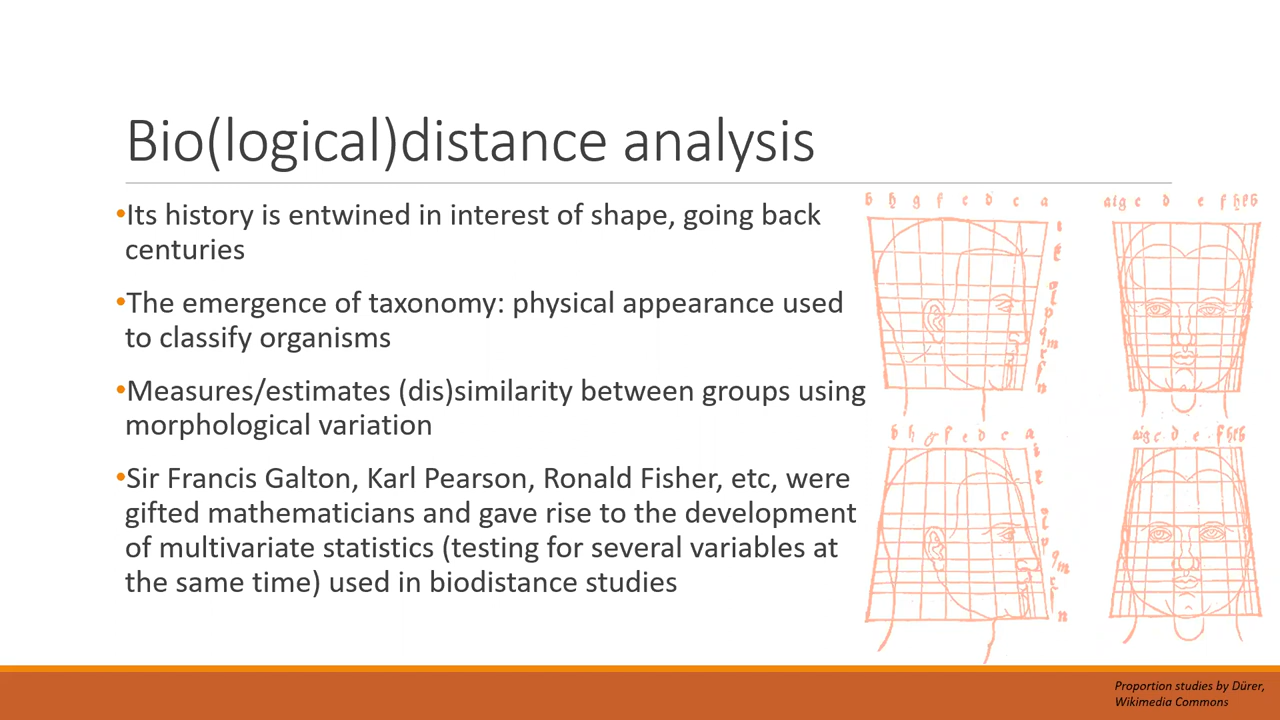 Bio(logical)distance analysis
•Its history is entwined in interest of shape, going back
centuries
•The emergence of taxonomy: physical appearance used
to classify organisms
•Measures/estimates (dis)similarity between groups using
morphological variation
•Sir Francis Galton, Karl Pearson, Ronald Fisher, etc, were
gifted mathematicians and gave rise to the development
of multivariate statistics (testing for several variables at
the same time) used in biodistance studies
b h g f e d c a
Proportion studies by Dürer,
Wikimedia Commons